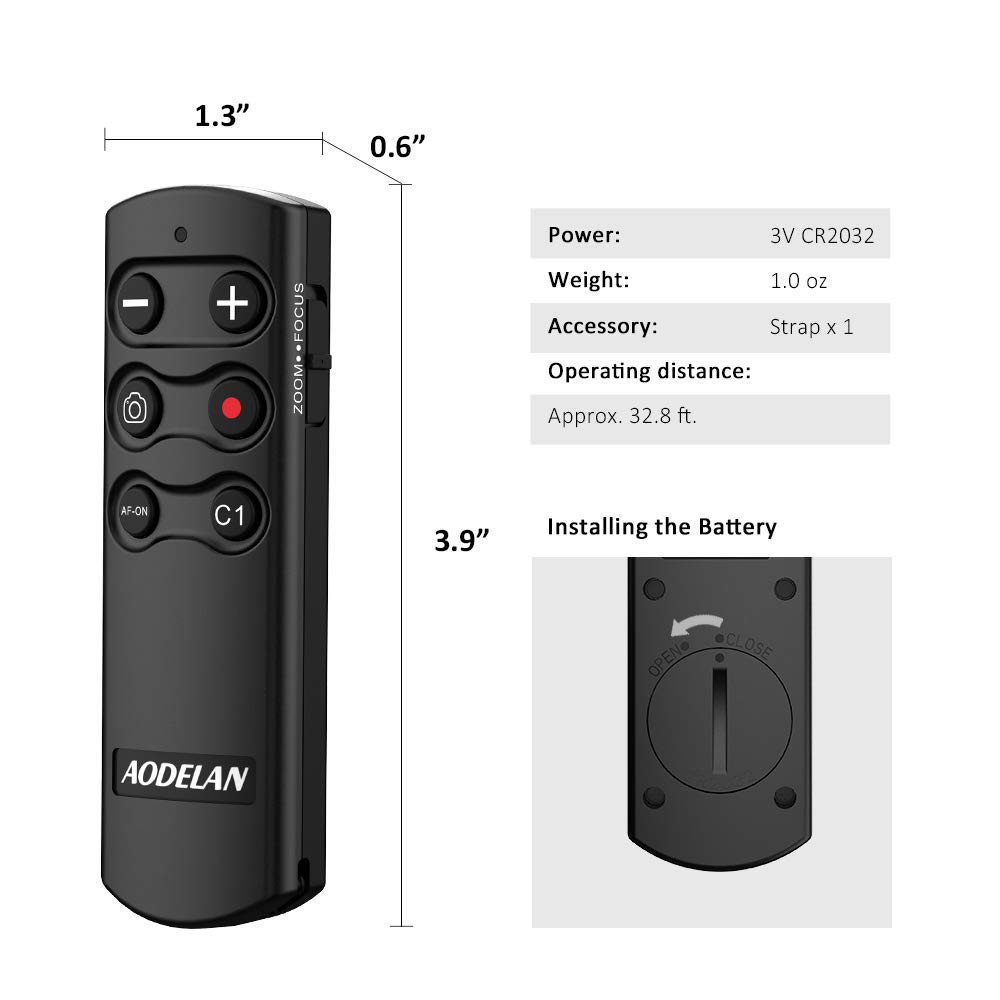 1.3”
0.6”
ZOOM••FOCUS
AF-ON
C1
3.9”
AODELAN
Power: 3V CR2032
Weight: 1.0 oz
Accessory: Strap x 1
Operating distance:
Approx. 32.8 ft.
Installing the Battery
OPEN
CLOSE